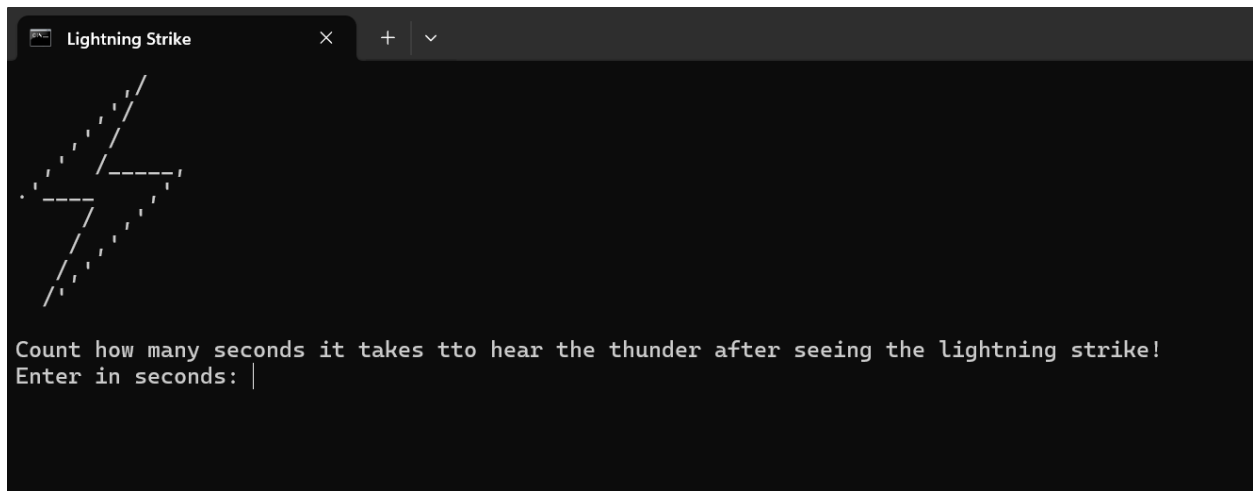 Lightning Strike
Count how many seconds it takes tto hear the thunder after seeing the lightning strike!
Enter in seconds: